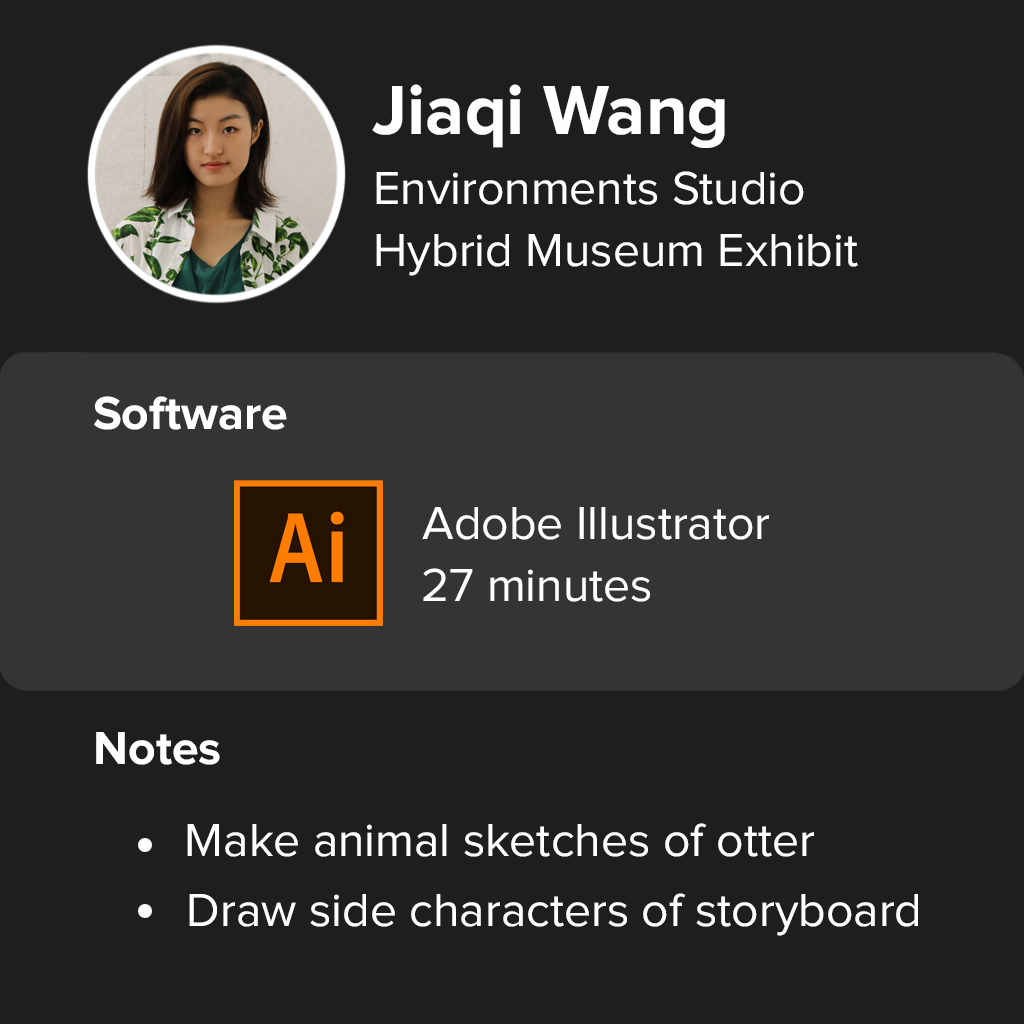 Jiaqi Wang
Environments Studio
Hybrid Museum Exhibit
Software
Ai
Adobe Illustrator
27 minutes
Notes
• Make animal sketches of otter
• Draw side characters of storyboard